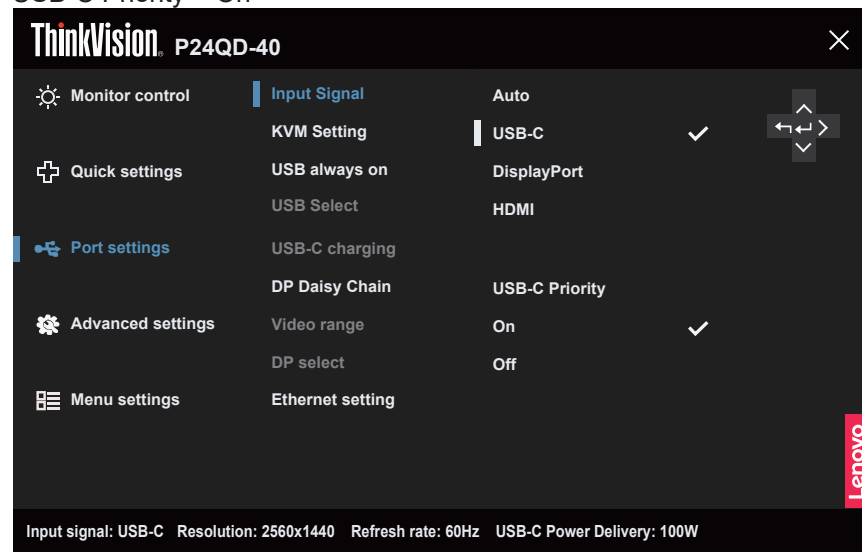 ThinkVision® P24QD-40
Monitor control
Input Signal
Auto
KVM Setting
USB-C
Quick settings
USB always on
DisplayPort
USB Select
HDMI
Port settings
USB-C charging
DP Daisy Chain
USB-C Priority
Advanced settings
Video range
On
DP select
Off
Menu settings
Ethernet setting
Lenovo
Input signal: USB-C Resolution: 2560x1440 Refresh rate: 60Hz USB-C Power Delivery: 100W